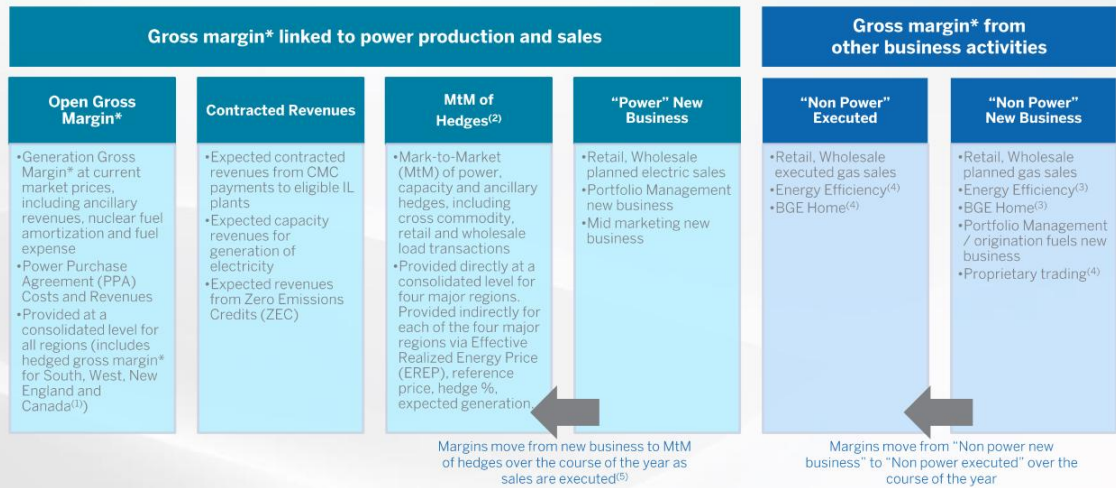 Gross margin* linked to power production and sales
Gross margin* from
other business activities
Open Gross
Margin*
•Generation Gross
Margin* at current
market prices,
including ancillary
revenues, nuclear fuel
amortization and fuel
expense
•Power Purchase
Agreement (PPA)
Costs and Revenues
•Provided at a
consolidated level for
all regions (includes
hedged gross margin*
for South, West, New
England and
Canada(1))
Contracted Revenues
•Expected contracted
revenues from CMC
payments to eligible IL
plants
•Expected capacity
revenues for
generation of
electricity
•Expected revenues
from Zero Emissions
Credits (ZEC)
MtM of
Hedges(2)
•Mark-to-Market
(MtM) of power,
capacity and ancillary
hedges, including
cross commodity,
retail and wholesale
load transactions
•Provided directly at a
consolidated level for
four major regions.
Provided indirectly for
each of the four major
regions via Effective
Realized Energy Price
(EREP), reference
price, hedge %,
expected generation.
"Power" New
Business
•Retail, Wholesale
planned electric sales
•Portfolio Management
new business
•Mid marketing new
business
"Non Power"
Executed
•Retail, Wholesale
executed gas sales
•Energy Efficiency(4)
•BGE Home(4)
"Non Power"
New Business
•Retail, Wholesale
planned gas sales
•Energy Efficiency(3)
•BGE Home(3)
•Portfolio Management
/ origination fuels new
business
•Proprietary trading(4)
Margins move from new business to MtM
of hedges over the course of the year as
sales are executed(5)
Margins move from "Non power new
business" to "Non power executed" over the
course of the year